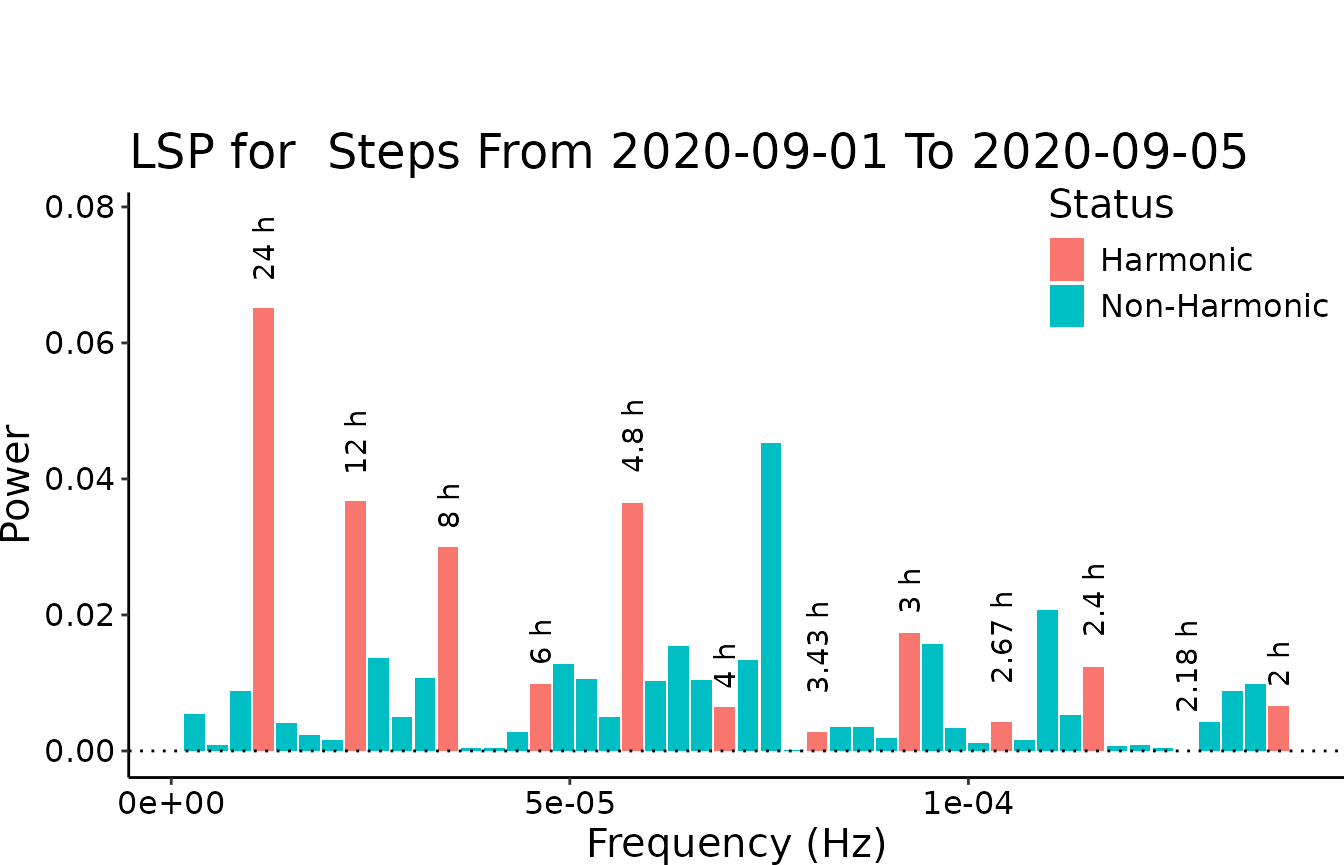 LSP for  Steps From 2020-09-01 To 2020-09-05
Status
Harmonic
Non-Harmonic
Power
0.08
0.06
0.04
0.02
0.00
24 h
12 h
8 h
6 h
4.8 h
4 h
3.43 h
3 h
2.67 h
2.4 h
2.18 h
2 h
0e+00
5e-05
1e-04
Frequency (Hz)